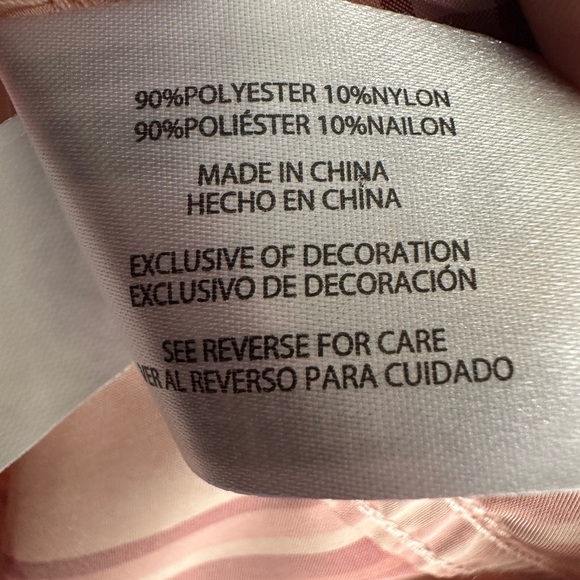 90%POLYESTER 10%NYLON
90%POLIÉSTER 10%NAILON
MADE IN CHINA
HECHO EN CHINA
EXCLUSIVE OF DECORATION
EXCLUSIVO DE DECORACIÓN
SEE REVERSE FOR CARE
VER AL REVERSO PARA CUIDADO